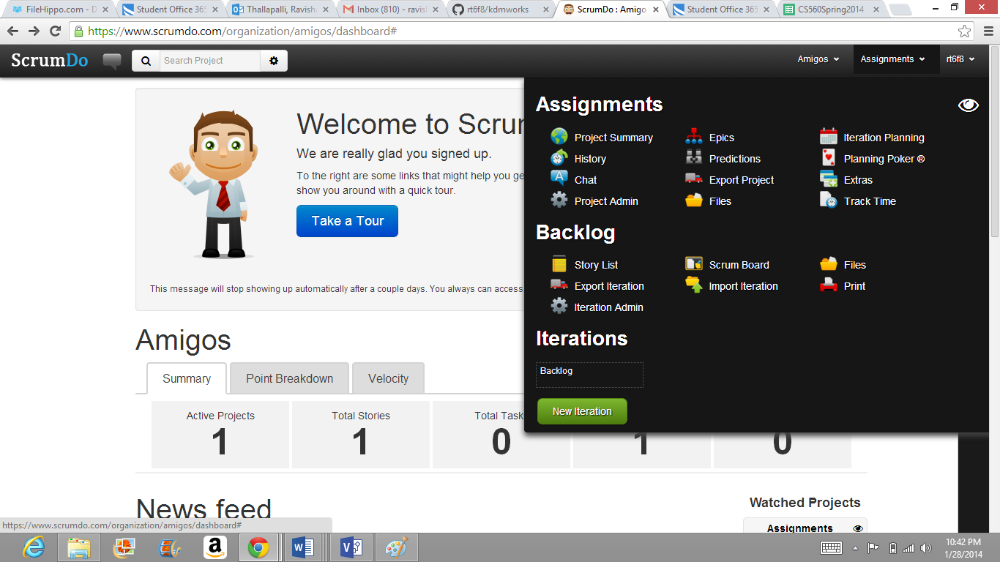 FileHippo.com - D
Student Office 365
Thallapalli, Ravish
Inbox (810) - ravis
rt6f8/kdmworks
ScrumDo : Amigo
Student Office 365
CS560Spring2014 -
https://www.scrumdo.com/organization/amigos/dashboard#
ScrumDo
Search Project
Amigos
Assignments
rt6f8
Welcome to Scrum
We are really glad you signed up.
To the right are some links that might help you ge
show you around with a quick tour.
Take a Tour
This message will stop showing up automatically after a couple days. You always can access
Assignments
Project Summary
Epics
Iteration Planning
History
Predictions
Planning Poker ®
Chat
Export Project
Extras
Project Admin
Files
Track Time
Backlog
Story List
Scrum Board
Files
Export Iteration
Import Iteration
Print
Iteration Admin
Iterations
Backlog
New Iteration
Amigos
Summary
Point Breakdown
Velocity
Active Projects
Total Stories
Total Task
1
1
0
1
0
News feed
Watched Projects
Assignments
https://www.scrumdo.com/organization/amigos/dashboard#
10:42 PM
1/28/2014